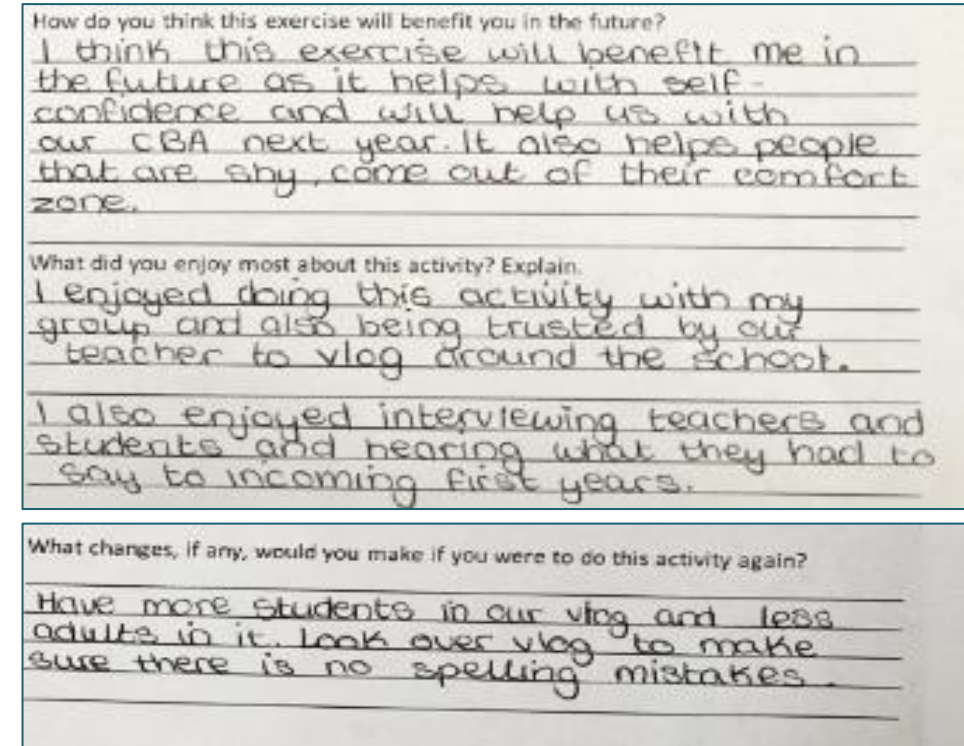 How do you think this exercise will benefit you in the future?
I think this exercise will benefit me in
the future as it helps with self-
confidence and will help us with
our CBA next year. It also helps people
that are shy, come out of their comfort
zone.
What did you enjoy most about this activity? Explain.
I enjoyed doing this activity with my
group and also being trusted by our
teacher to vlog around the school.
I also enjoyed interviewing teachers and
students and hearing what they had to
say to incoming first years.
What changes, if any, would you make if you were to do this activity again?
Have more students in our vlog and less
adults in it. Look over vlog to make
sure there is no spelling mistakes.